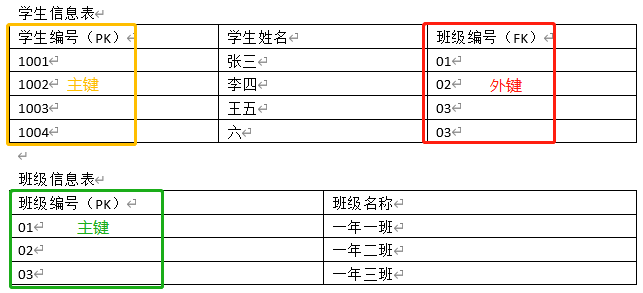 学生信息表
学生编号（PK） 学生姓名 班级编号（FK）
1001 张三 01
1002 主键 李四 02 外键
1003 王五 03
1004 六 03
班级信息表
班级编号（PK） 班级名称
01 主键 一年一班
02 一年二班
03 一年三班